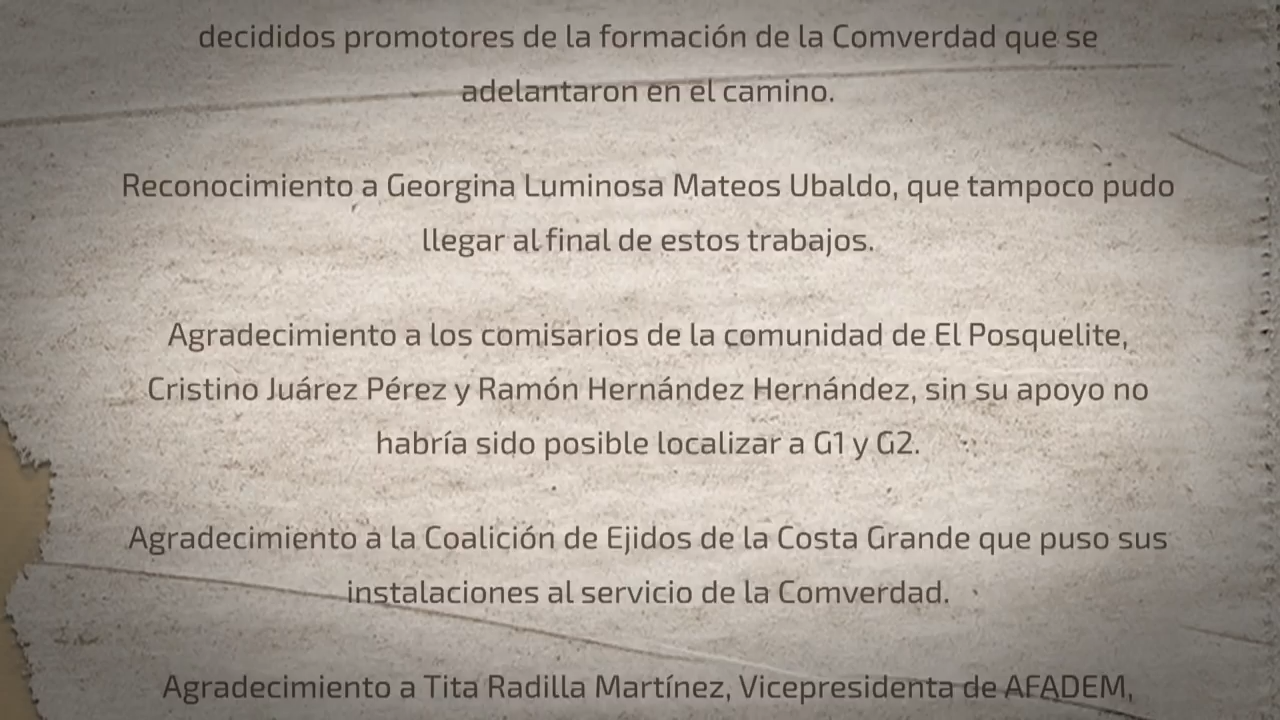 decididos promotores de la formación de la Comverdad que se
adelantaron en el camino.
Reconocimiento a Georgina Luminosa Mateos Ubaldo, que tampoco pudo
llegar al final de estos trabajos.
Agradecimiento a los comisarios de la comunidad de El Posquelite,
Cristino Juárez Pérez y Ramón Hernández Hernández, sin su apoyo no
habría sido posible localizar a G1 y G2.
Agradecimiento a la Coalición de Ejidos de la Costa Grande que puso sus
instalaciones al servicio de la Comverdad.
Agradecimiento a Tita Radilla Martínez, Vicepresidenta de AFADEM,